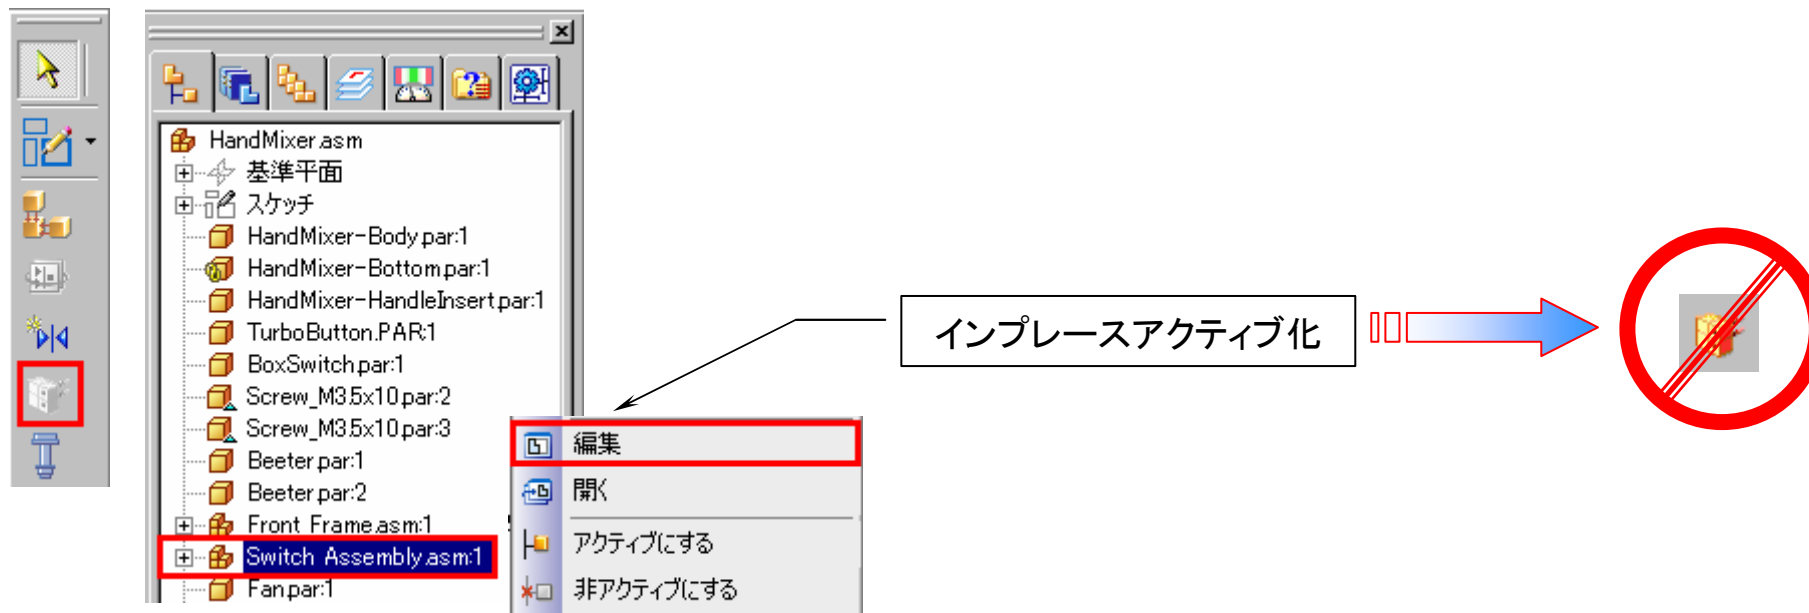 HandMixer.asm
基準平面
スケッチ
HandMixer-Body.par:1
HandMixer-Bottom.par:1
HandMixer-HandleInsert.par:1
TurboButton.PAR:1
BoxSwitch.par:1
Screw_M3.5x10.par:2
Screw_M3.5x10.par:3
Beeter.par:1
Beeter.par:2
Front Frame.asm:1
Switch Assembly.asm:1
Fan.par:1
編集
開く
アクティブにする
非アクティブにする
インプレースアクティブ化